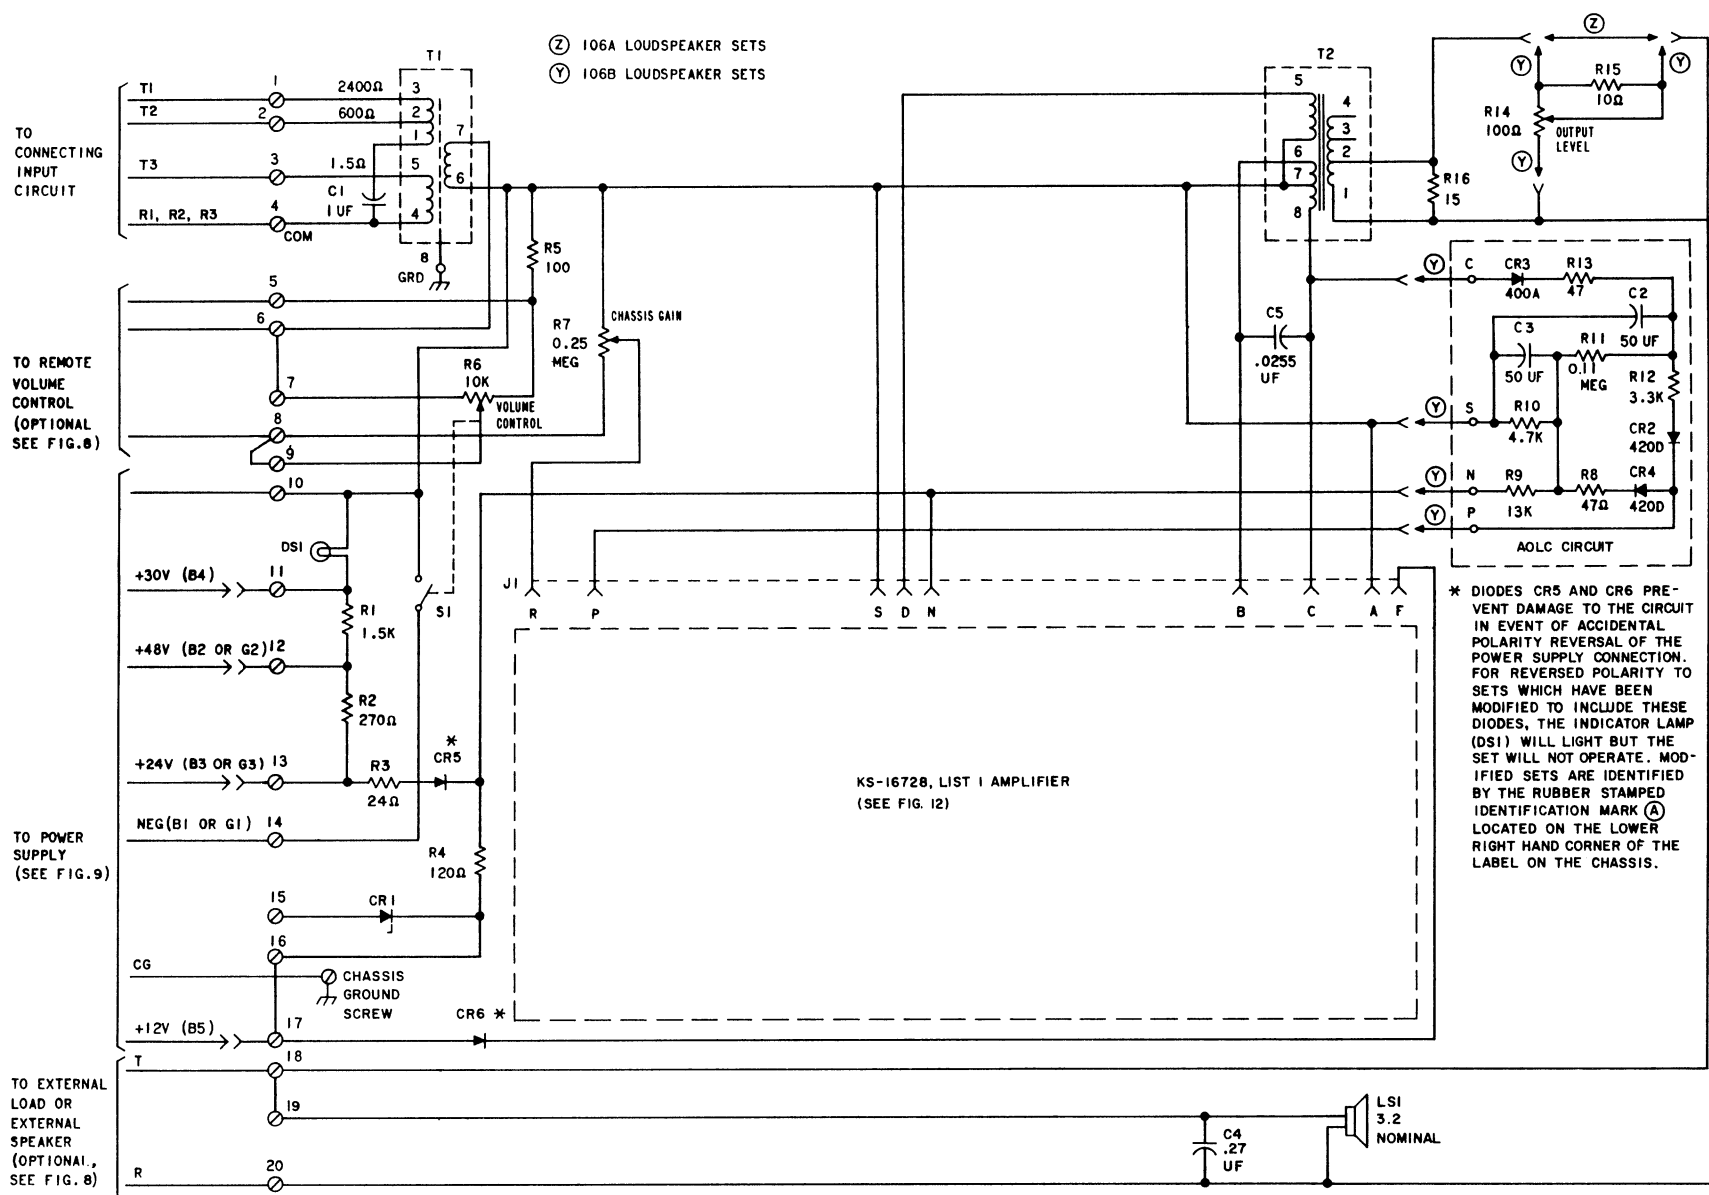 Ⓩ 106A LOUDSPEAKER SETS
Ⓨ 106B LOUDSPEAKER SETS
TO
CONNECTING
INPUT
CIRCUIT
T1
T2
T3
R1, R2, R3
1
2
3
4
COM
2400Ω
600Ω
1.5Ω
C1
1 UF
T1
3
2
1
5
4
7
6
8
GRD
TO REMOTE
VOLUME
CONTROL
(OPTIONAL
SEE FIG.8)
5
6
7
8
9
R5
100
R6
10K
VOLUME
CONTROL
R7
0.25
MEG
CHASSIS GAIN
T2
5
6
7
8
4
3
2
1
R16
15
Z
Y
Y
R15
10Ω
R14
100Ω
OUTPUT
LEVEL
Y
C5
.0255
UF
Y
C
CR3
400A
R13
47
C2
50 UF
C3
50 UF
R11
0.11
MEG
R12
3.3K
Y
S
R10
4.7K
CR2
420D
Y
N
R9
13K
R8
47Ω
CR4
420D
Y
P
AOLC CIRCUIT
TO POWER
SUPPLY
(SEE FIG.9)
10
DS1
+30V (B4)
11
R1
1.5K
S1
+48V (B2 OR G2)
12
R2
270Ω
+24V (B3 OR G3)
13
R3
24Ω
*
CR5
NEG(B1 OR G1)
14
R4
120Ω
15
CR1
16
CG
CHASSIS
GROUND
SCREW
+12V (B5)
17
CR6 *
J1
R
P
S
D
N
B
C
A
F
KS-16728, LIST 1 AMPLIFIER
(SEE FIG. 12)
* DIODES CR5 AND CR6 PRE-
VENT DAMAGE TO THE CIRCUIT
IN EVENT OF ACCIDENTAL
POLARITY REVERSAL OF THE
POWER SUPPLY CONNECTION.
FOR REVERSED POLARITY TO
SETS WHICH HAVE BEEN
MODIFIED TO INCLUDE THESE
DIODES, THE INDICATOR LAMP
(DS1) WILL LIGHT BUT THE
SET WILL NOT OPERATE. MOD-
IFIED SETS ARE IDENTIFIED
BY THE RUBBER STAMPED
IDENTIFICATION MARK Ⓐ
LOCATED ON THE LOWER
RIGHT HAND CORNER OF THE
LABEL ON THE CHASSIS.
TO EXTERNAL
LOAD OR
EXTERNAL
SPEAKER
(OPTIONAL,
SEE FIG. 8)
T
18
19
R
20
C4
.27
UF
LS1
3.2
NOMINAL